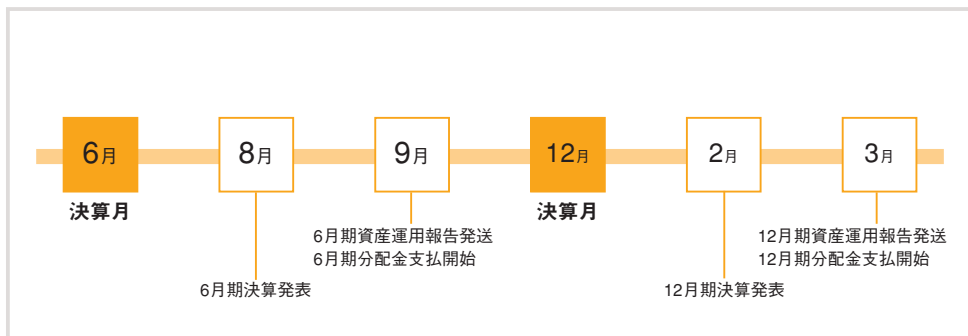 6月
8月
9月
12月
2月
3月
決算月
決算月
6月期資産運用報告発送
6月期分配金支払開始
12月期資産運用報告発送
12月期分配金支払開始
6月期決算発表
12月期決算発表